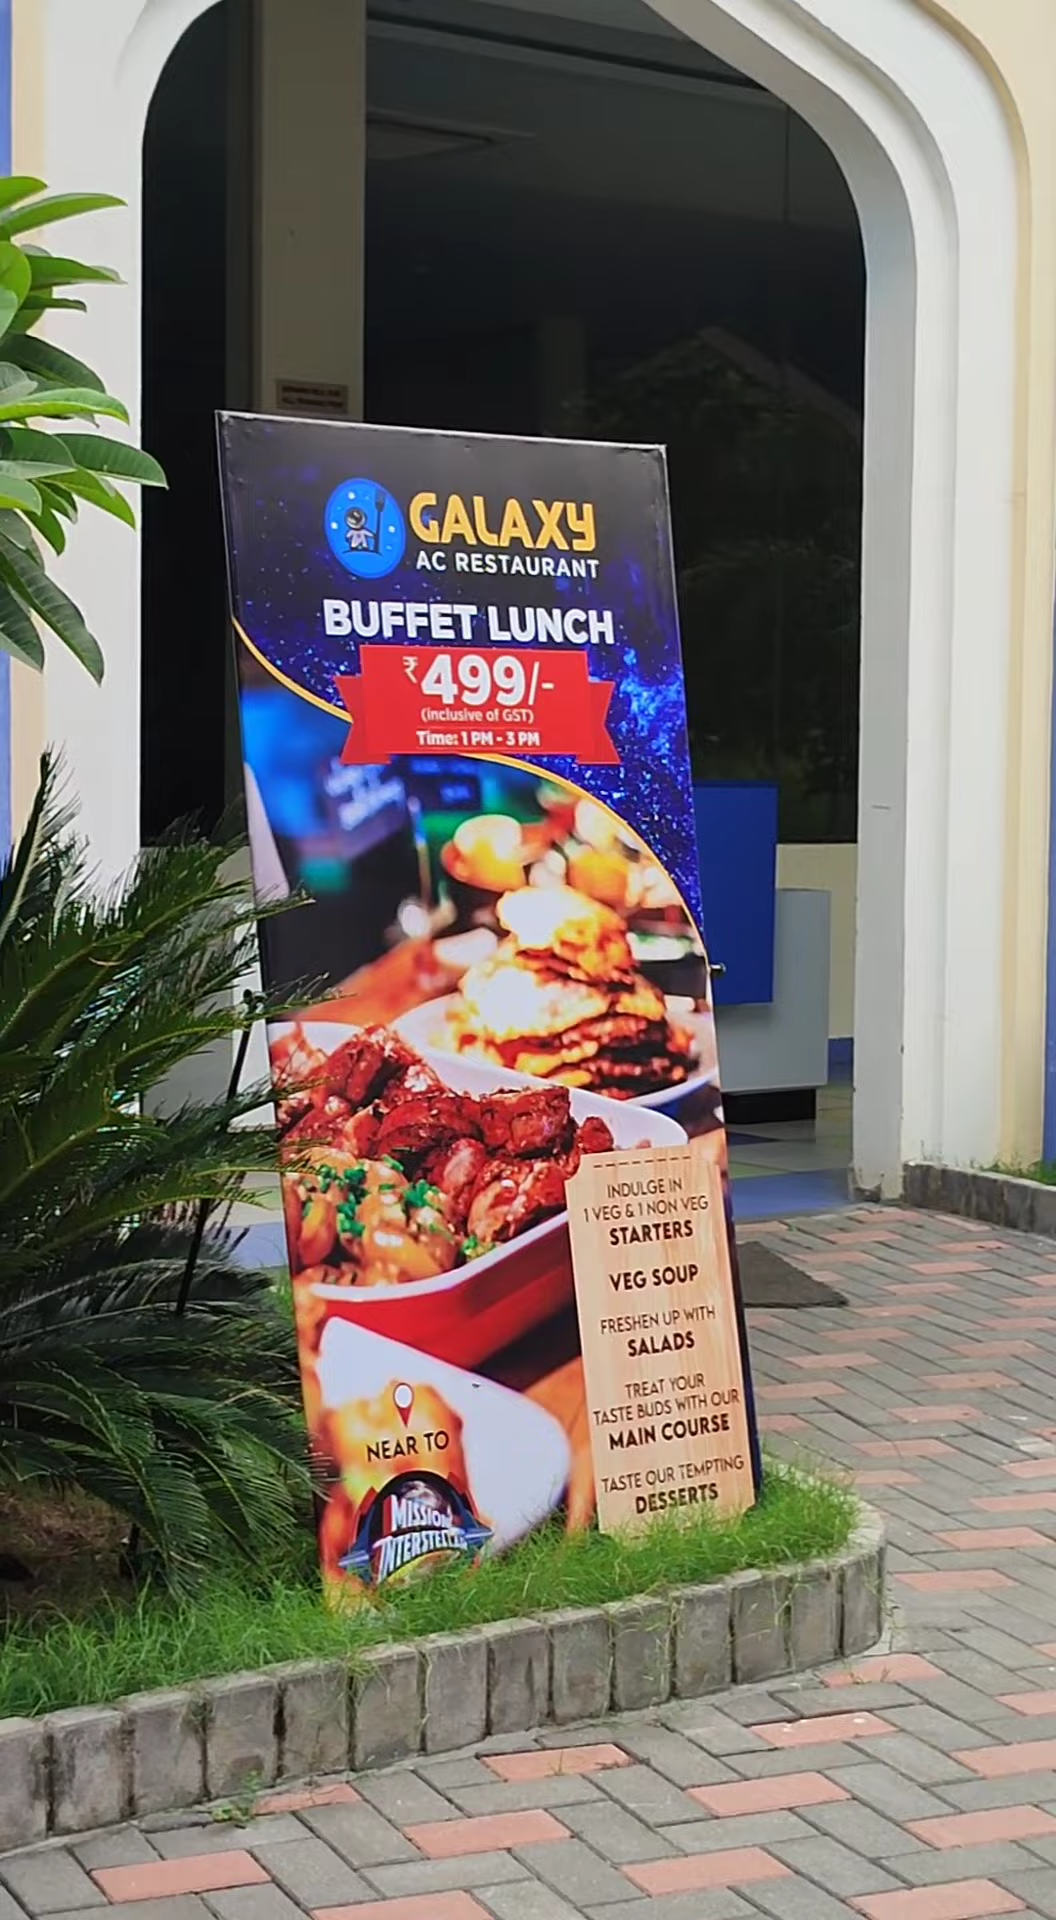 GALAXY
AC RESTAURANT
BUFFET LUNCH
₹499/-
(inclusive of GST)
Time: 1 PM - 3 PM
INDULGE IN
1 VEG & 1 NON VEG
STARTERS
VEG SOUP
FRESHEN UP WITH
SALADS
TREAT YOUR
TASTE BUDS WITH OUR
MAIN COURSE
TASTE OUR TEMPTING
DESSERTS
NEAR TO
MISSION
INTERSTELLAR